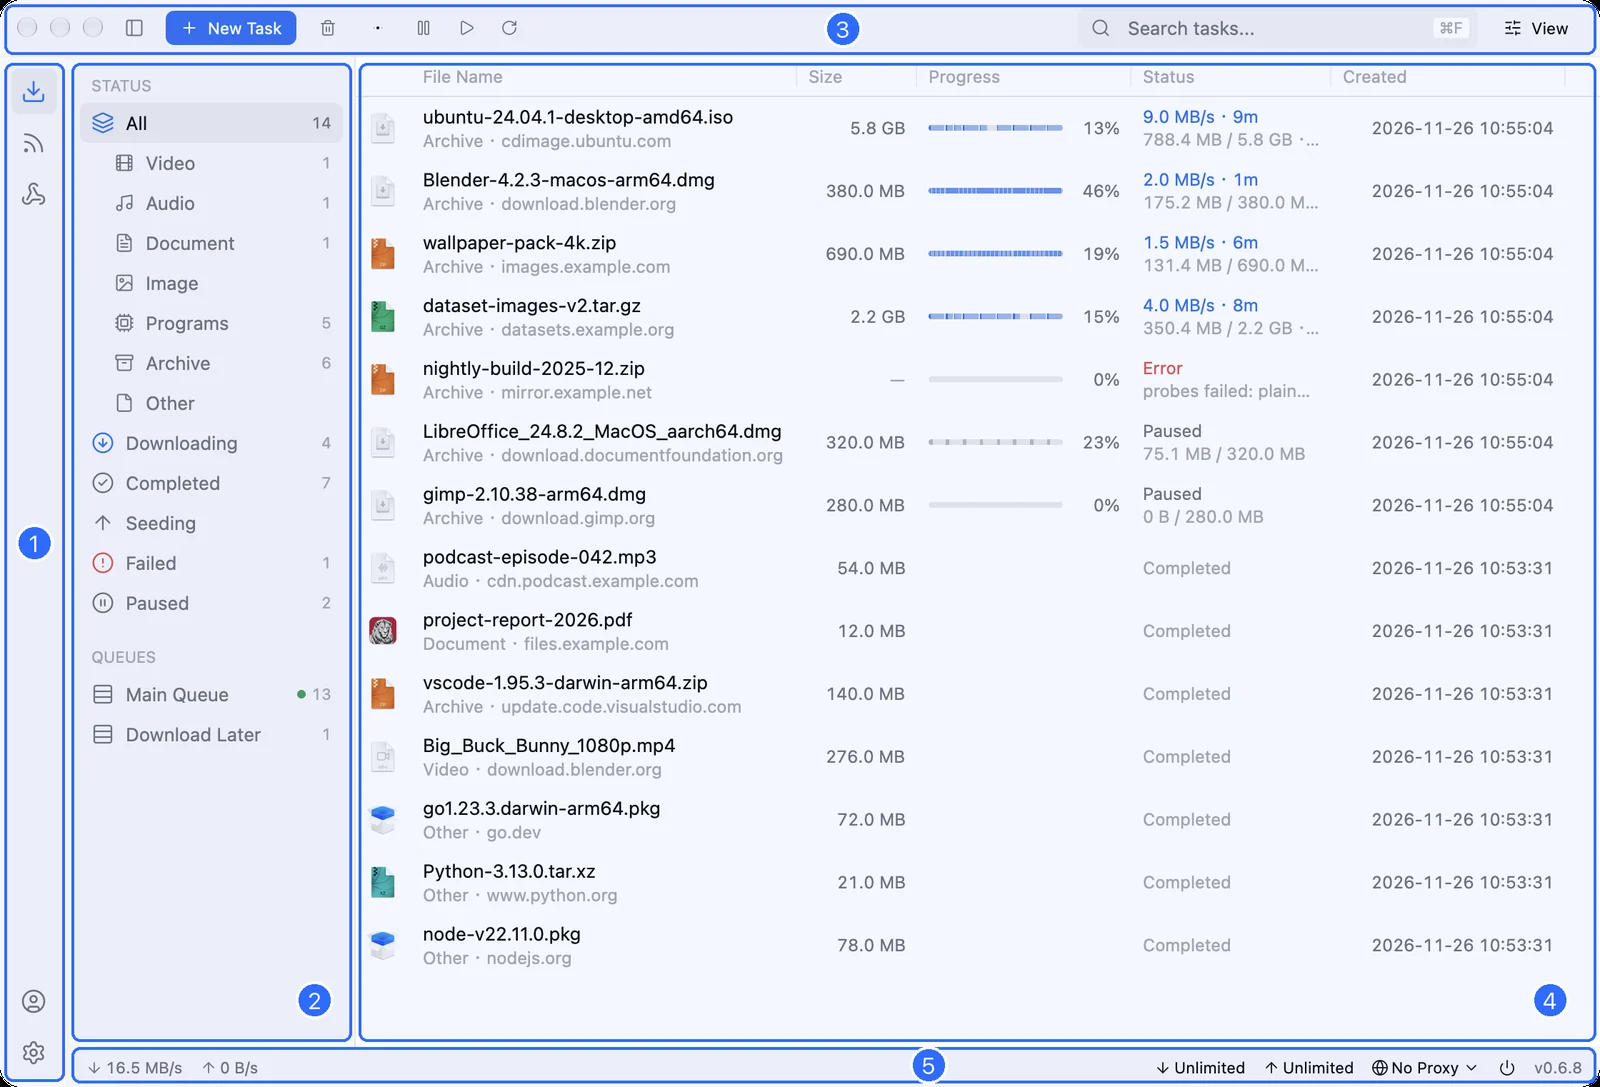 New Task
3
Search tasks...
⌘F
View
1
STATUS
All 14
Video 1
Audio 1
Document 1
Image
Programs 5
Archive 6
Other
Downloading 4
Completed 7
Seeding
Failed 1
Paused 2
QUEUES
Main Queue 13
Download Later 1
2
File Name Size Progress Status Created
ubuntu-24.04.1-desktop-amd64.iso
Archive · cdimage.ubuntu.com
5.8 GB
13%
9.0 MB/s · 9m
788.4 MB / 5.8 GB ·...
2026-11-26 10:55:04
Blender-4.2.3-macos-arm64.dmg
Archive · download.blender.org
380.0 MB
46%
2.0 MB/s · 1m
175.2 MB / 380.0 M...
2026-11-26 10:55:04
wallpaper-pack-4k.zip
Archive · images.example.com
690.0 MB
19%
1.5 MB/s · 6m
131.4 MB / 690.0 M...
2026-11-26 10:55:04
dataset-images-v2.tar.gz
Archive · datasets.example.org
2.2 GB
15%
4.0 MB/s · 8m
350.4 MB / 2.2 GB ·...
2026-11-26 10:55:04
nightly-build-2025-12.zip
Archive · mirror.example.net
—
0%
Error
probes failed: plain...
2026-11-26 10:55:04
LibreOffice_24.8.2_MacOS_aarch64.dmg
Archive · download.documentfoundation.org
320.0 MB
23%
Paused
75.1 MB / 320.0 MB
2026-11-26 10:55:04
gimp-2.10.38-arm64.dmg
Archive · download.gimp.org
280.0 MB
0%
Paused
0 B / 280.0 MB
2026-11-26 10:55:04
podcast-episode-042.mp3
Audio · cdn.podcast.example.com
54.0 MB
Completed
2026-11-26 10:53:31
project-report-2026.pdf
Document · files.example.com
12.0 MB
Completed
2026-11-26 10:53:31
vscode-1.95.3-darwin-arm64.zip
Archive · update.code.visualstudio.com
140.0 MB
Completed
2026-11-26 10:53:31
Big_Buck_Bunny_1080p.mp4
Video · download.blender.org
276.0 MB
Completed
2026-11-26 10:53:31
go1.23.3.darwin-arm64.pkg
Other · go.dev
72.0 MB
Completed
2026-11-26 10:53:31
Python-3.13.0.tar.xz
Other · www.python.org
21.0 MB
Completed
2026-11-26 10:53:31
node-v22.11.0.pkg
Other · nodejs.org
78.0 MB
Completed
2026-11-26 10:53:31
4
↓ 16.5 MB/s ↑ 0 B/s
5
↓ Unlimited ↑ Unlimited No Proxy v0.6.8